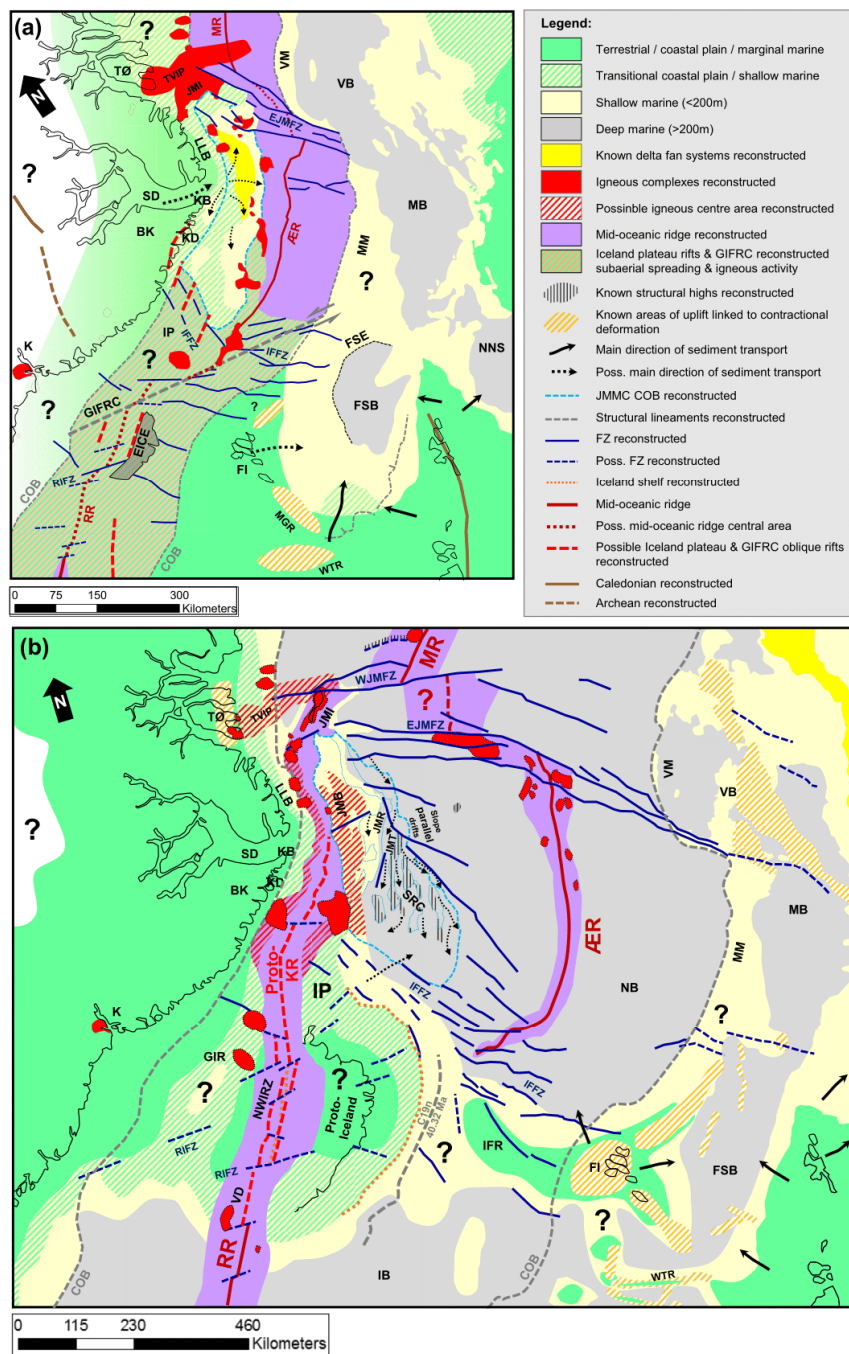 (a)
?
MR
VM
TØ
TVIP
VB
N
JMI
EJMFZ
?
LLB
SD
KB
MB
BK
KD
ÆR
MM
?
IP
IFFZ
K
?
IFFZ
FSE
NNS
?
GIFRC
FSB
EICE
?
FI
RIFZ
COB
RR
MGR
COB
WTR
0 75 150 300
Kilometers
Legend:
Terrestrial / coastal plain / marginal marine
Transitional coastal plain / shallow marine
Shallow marine (<200m)
Deep marine (>200m)
Known delta fan systems reconstructed
Igneous complexes reconstructed
Possinble igneous centre area reconstructed
Mid-oceanic ridge reconstructed
Iceland plateau rifts & GIFRC reconstructed
subaerial spreading & igneous activity
Known structural highs reconstructed
Known areas of uplift linked to contractional
deformation
Main direction of sediment transport
Poss. main direction of sediment transport
JMMC COB reconstructed
Structural lineaments reconstructed
FZ reconstructed
Poss. FZ reconstructed
Iceland shelf reconstructed
Mid-oceanic ridge
Poss. mid-oceanic ridge central area
Possible Iceland plateau & GIFRC oblique rifts
reconstructed
Caledonian reconstructed
Archean reconstructed
(b)
MR
WJMFZ
N
?
TØ
TVIP
JMI
EJMFZ
VM
LLB
JMB
VB
?
Slope
parallel
drifts
JMR
JMT
SD
KB
BK
KD
SRC
MB
ÆR
MM
Proto-
KR
IP
NB
K
IFFZ
?
GIR
?
?
NWIRZ
Proto-
Iceland
C19n
40.32 Ma
IFFZ
RIFZ
?
IFR
FI
FSB
RIFZ
VD
?
RR
COB
IB
COB
WTR
0 115 230 460
Kilometers